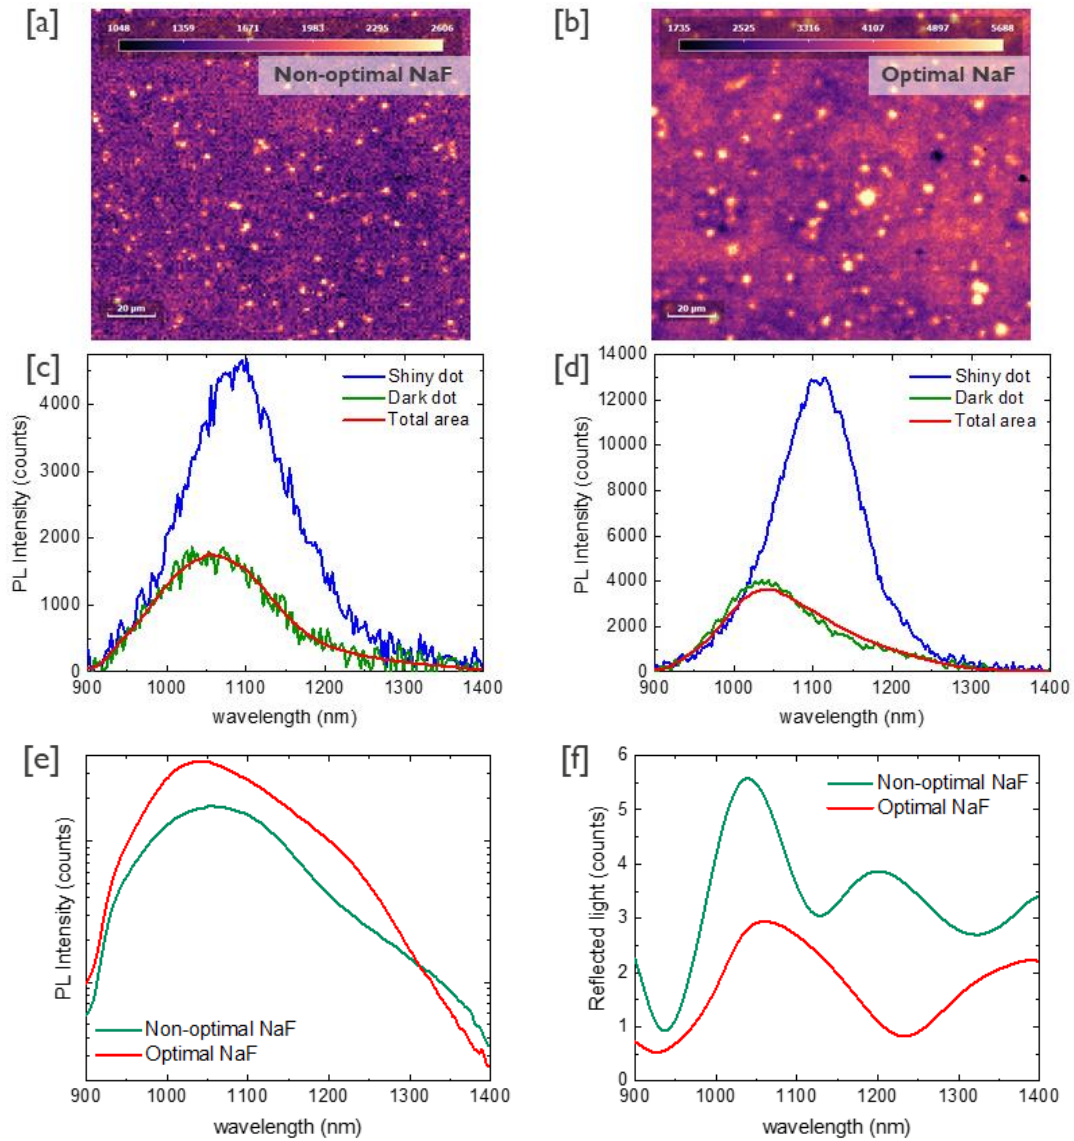 [a]
1048 1359 1671 1983 2295 2606
Non-optimal NaF
20 µm
[b]
1735 2525 3316 4107 4897 5688
Optimal NaF
20 µm
[c]
Shiny dot
Dark dot
Total area
PL Intensity (counts)
4000
3000
2000
1000
0
900 1000 1100 1200 1300 1400
wavelength (nm)
[d]
Shiny dot
Dark dot
Total area
PL Intensity (counts)
14000
12000
10000
8000
6000
4000
2000
0
900 1000 1100 1200 1300 1400
wavelength (nm)
[e]
PL Intensity (counts)
Non-optimal NaF
Optimal NaF
900 1000 1100 1200 1300 1400
wavelength (nm)
[f]
Non-optimal NaF
Optimal NaF
Reflected light (counts)
6
5
4
3
2
1
0
900 1000 1100 1200 1300 1400
wavelength (nm)